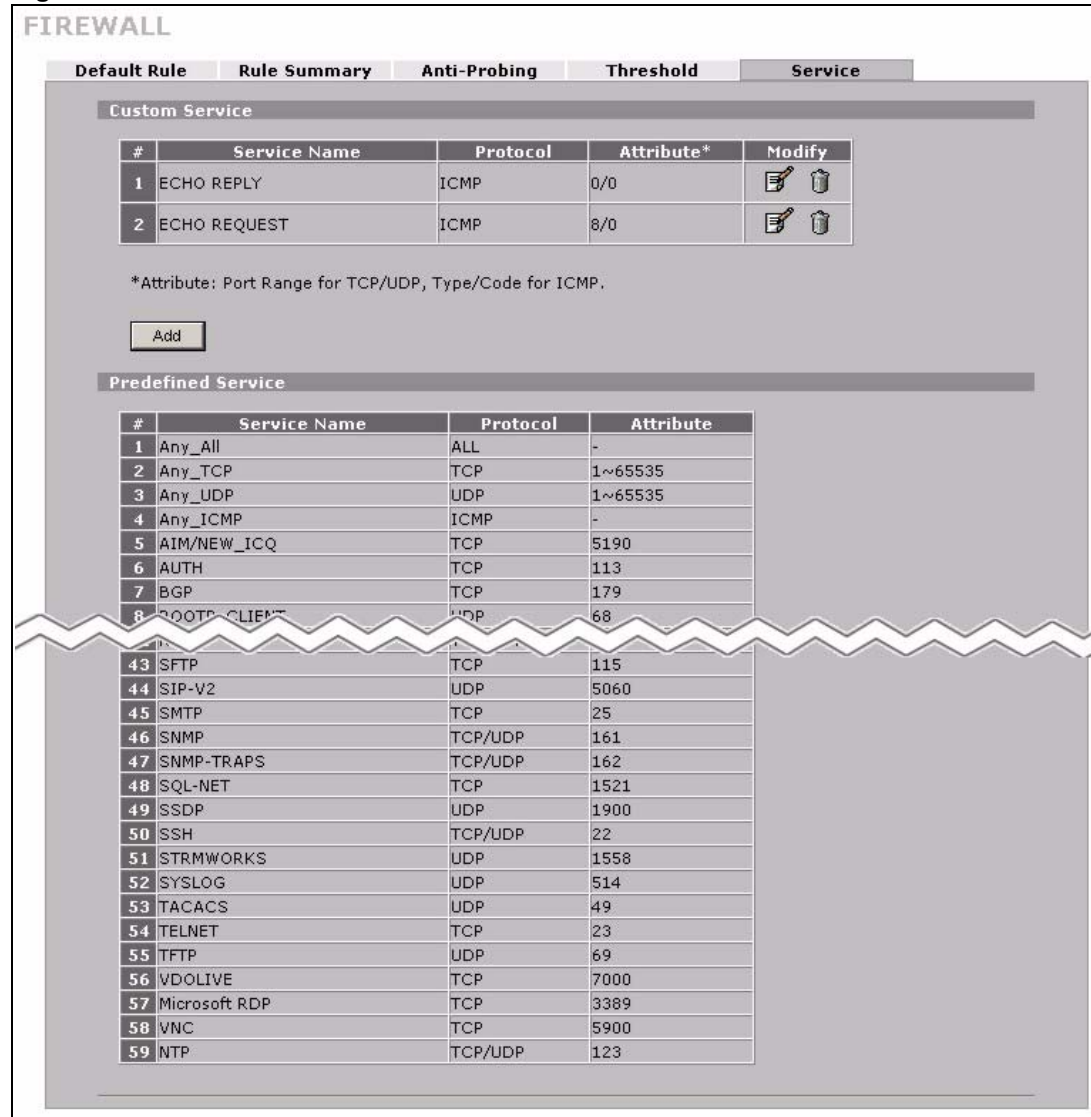 FIREWALL
Default Rule Rule Summary Anti-Probing Threshold Service
Custom Service
# Service Name Protocol Attribute* Modify
1 ECHO REPLY ICMP 0/0
2 ECHO REQUEST ICMP 8/0
*Attribute: Port Range for TCP/UDP, Type/Code for ICMP.
Add
Predefined Service
# Service Name Protocol Attribute
1 Any_All ALL -
2 Any_TCP TCP 1~65535
3 Any_UDP UDP 1~65535
4 Any_ICMP ICMP -
5 AIM/NEW_ICQ TCP 5190
6 AUTH TCP 113
7 BGP TCP 179
8 BOOTP_CLIENT UDP 68
43 SFTP TCP 115
44 SIP-V2 UDP 5060
45 SMTP TCP 25
46 SNMP TCP/UDP 161
47 SNMP-TRAPS TCP/UDP 162
48 SQL-NET TCP 1521
49 SSDP UDP 1900
50 SSH TCP/UDP 22
51 STRMWORKS UDP 1558
52 SYSLOG UDP 514
53 TACACS UDP 49
54 TELNET TCP 23
55 TFTP UDP 69
56 VDOLIVE TCP 7000
57 Microsoft RDP TCP 3389
58 VNC TCP 5900
59 NTP TCP/UDP 123